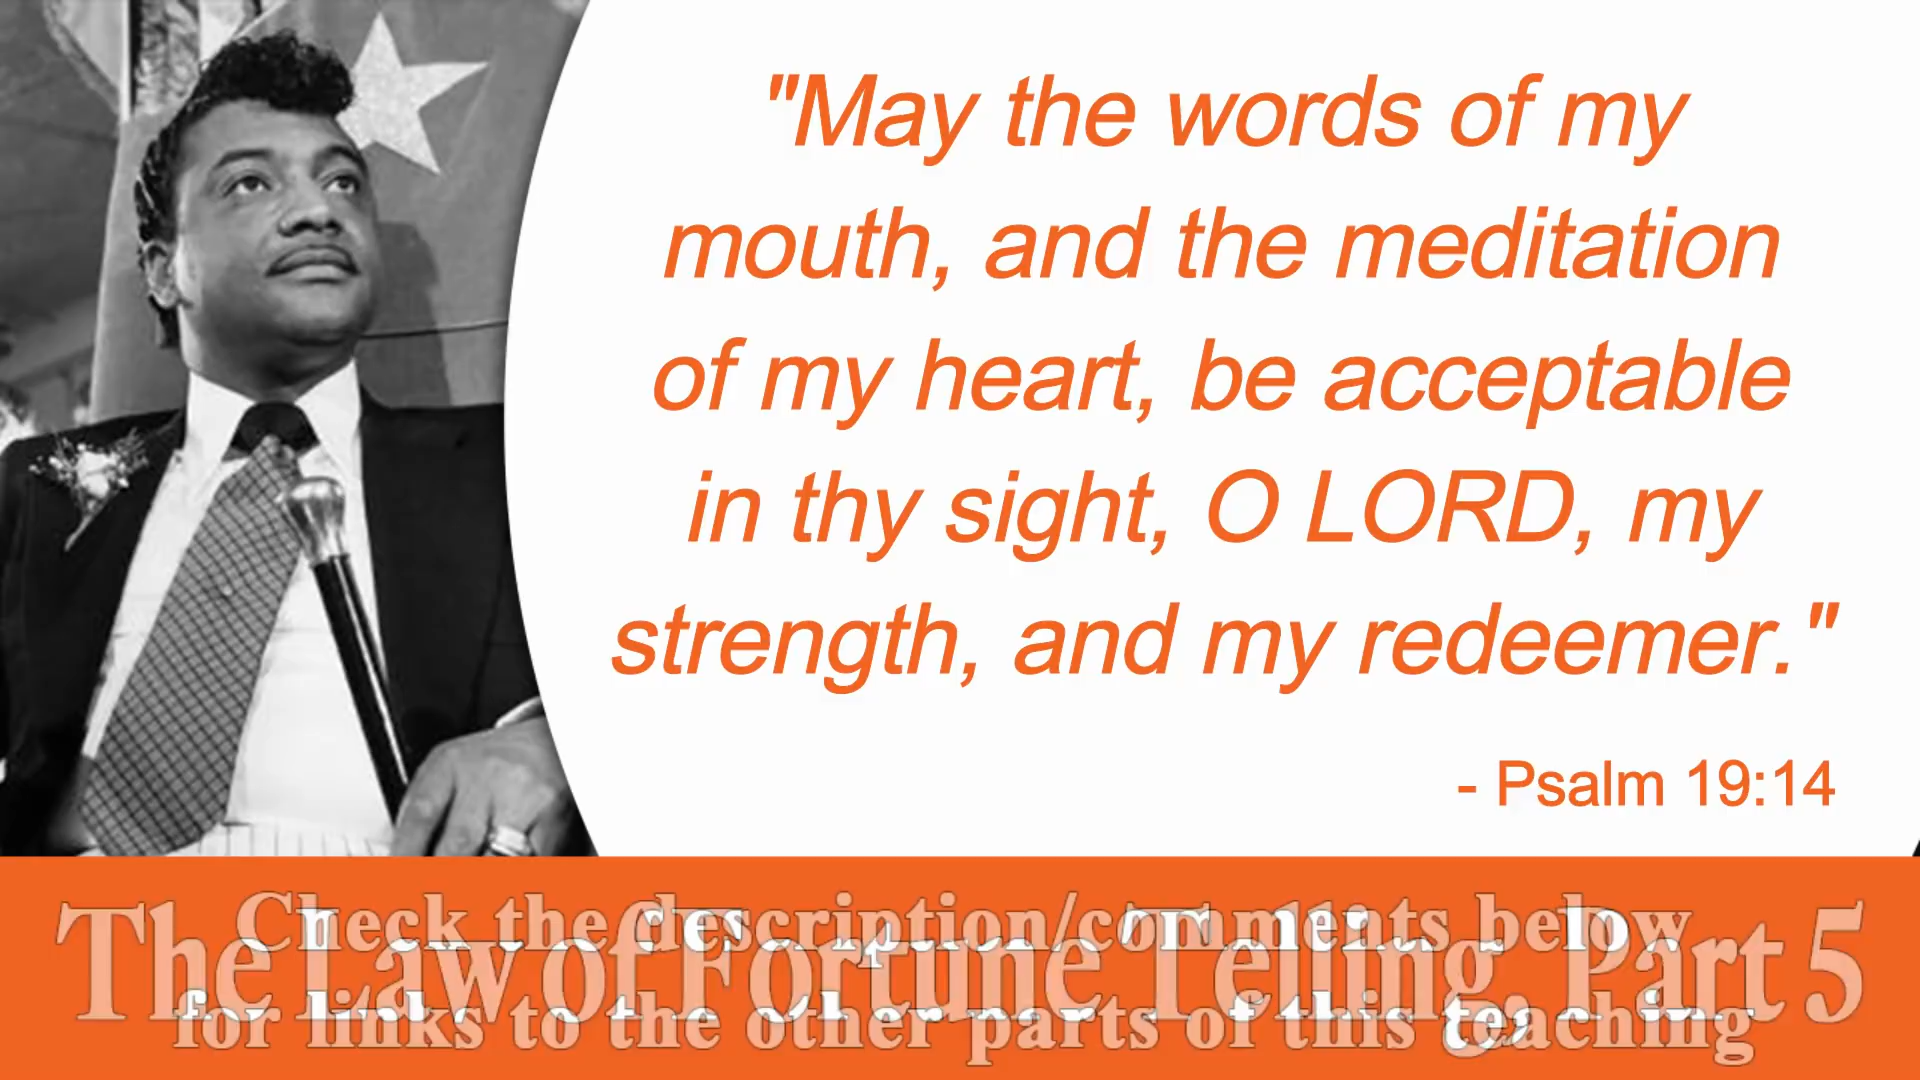 "May the words of my
mouth, and the meditation
of my heart, be acceptable
in thy sight, O LORD, my
strength, and my redeemer."
- Psalm 19:14
The Law of Fortune Telling, Part 5
Check the description/comments below
for links to the other parts of this teaching